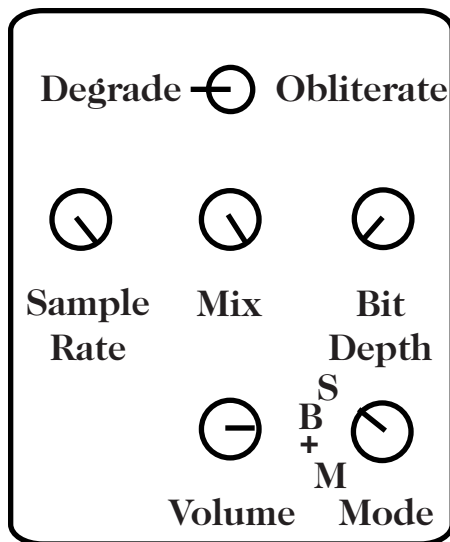 Degrade Obliterate
Sample Rate
Mix
Bit Depth
S
B
+
M
Volume
Mode